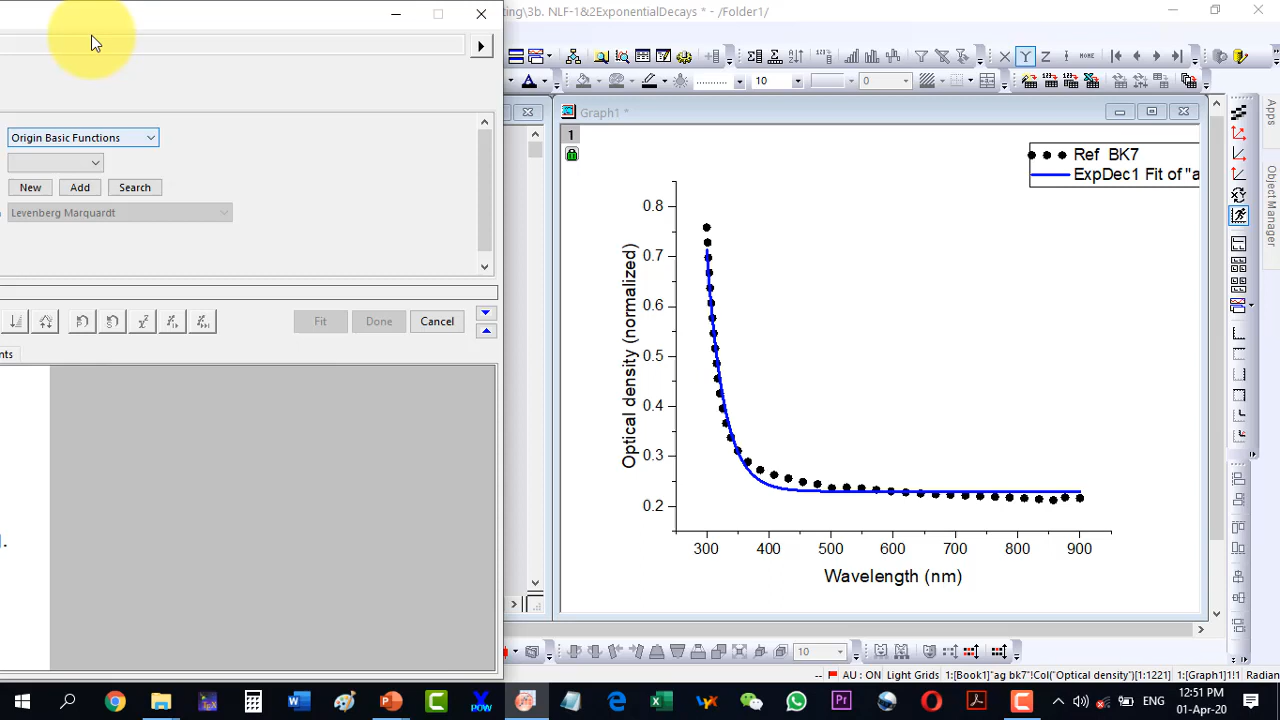 ting\3b. NLF-1&2ExponentialDecays * - /Folder1/
Origin Basic Functions
New
Add
Search
Levenberg Marquardt
Fit
Done
Cancel
nts
.
10
0
Y
Z
HOME
Apps
Object Manager
Graph1 *
1
Ref BK7
ExpDec1 Fit of "a
0.8
0.7
0.6
0.5
0.4
0.3
0.2
Optical density (normalized)
300
400
500
600
700
800
900
Wavelength (nm)
10
-- AU : ON Light Grids 1:[Book1]"ag bk7"!Col("Optical density")[1:1221] 1:[Graph1]1!1 Radian
ENG
12:51 PM
01-Apr-20